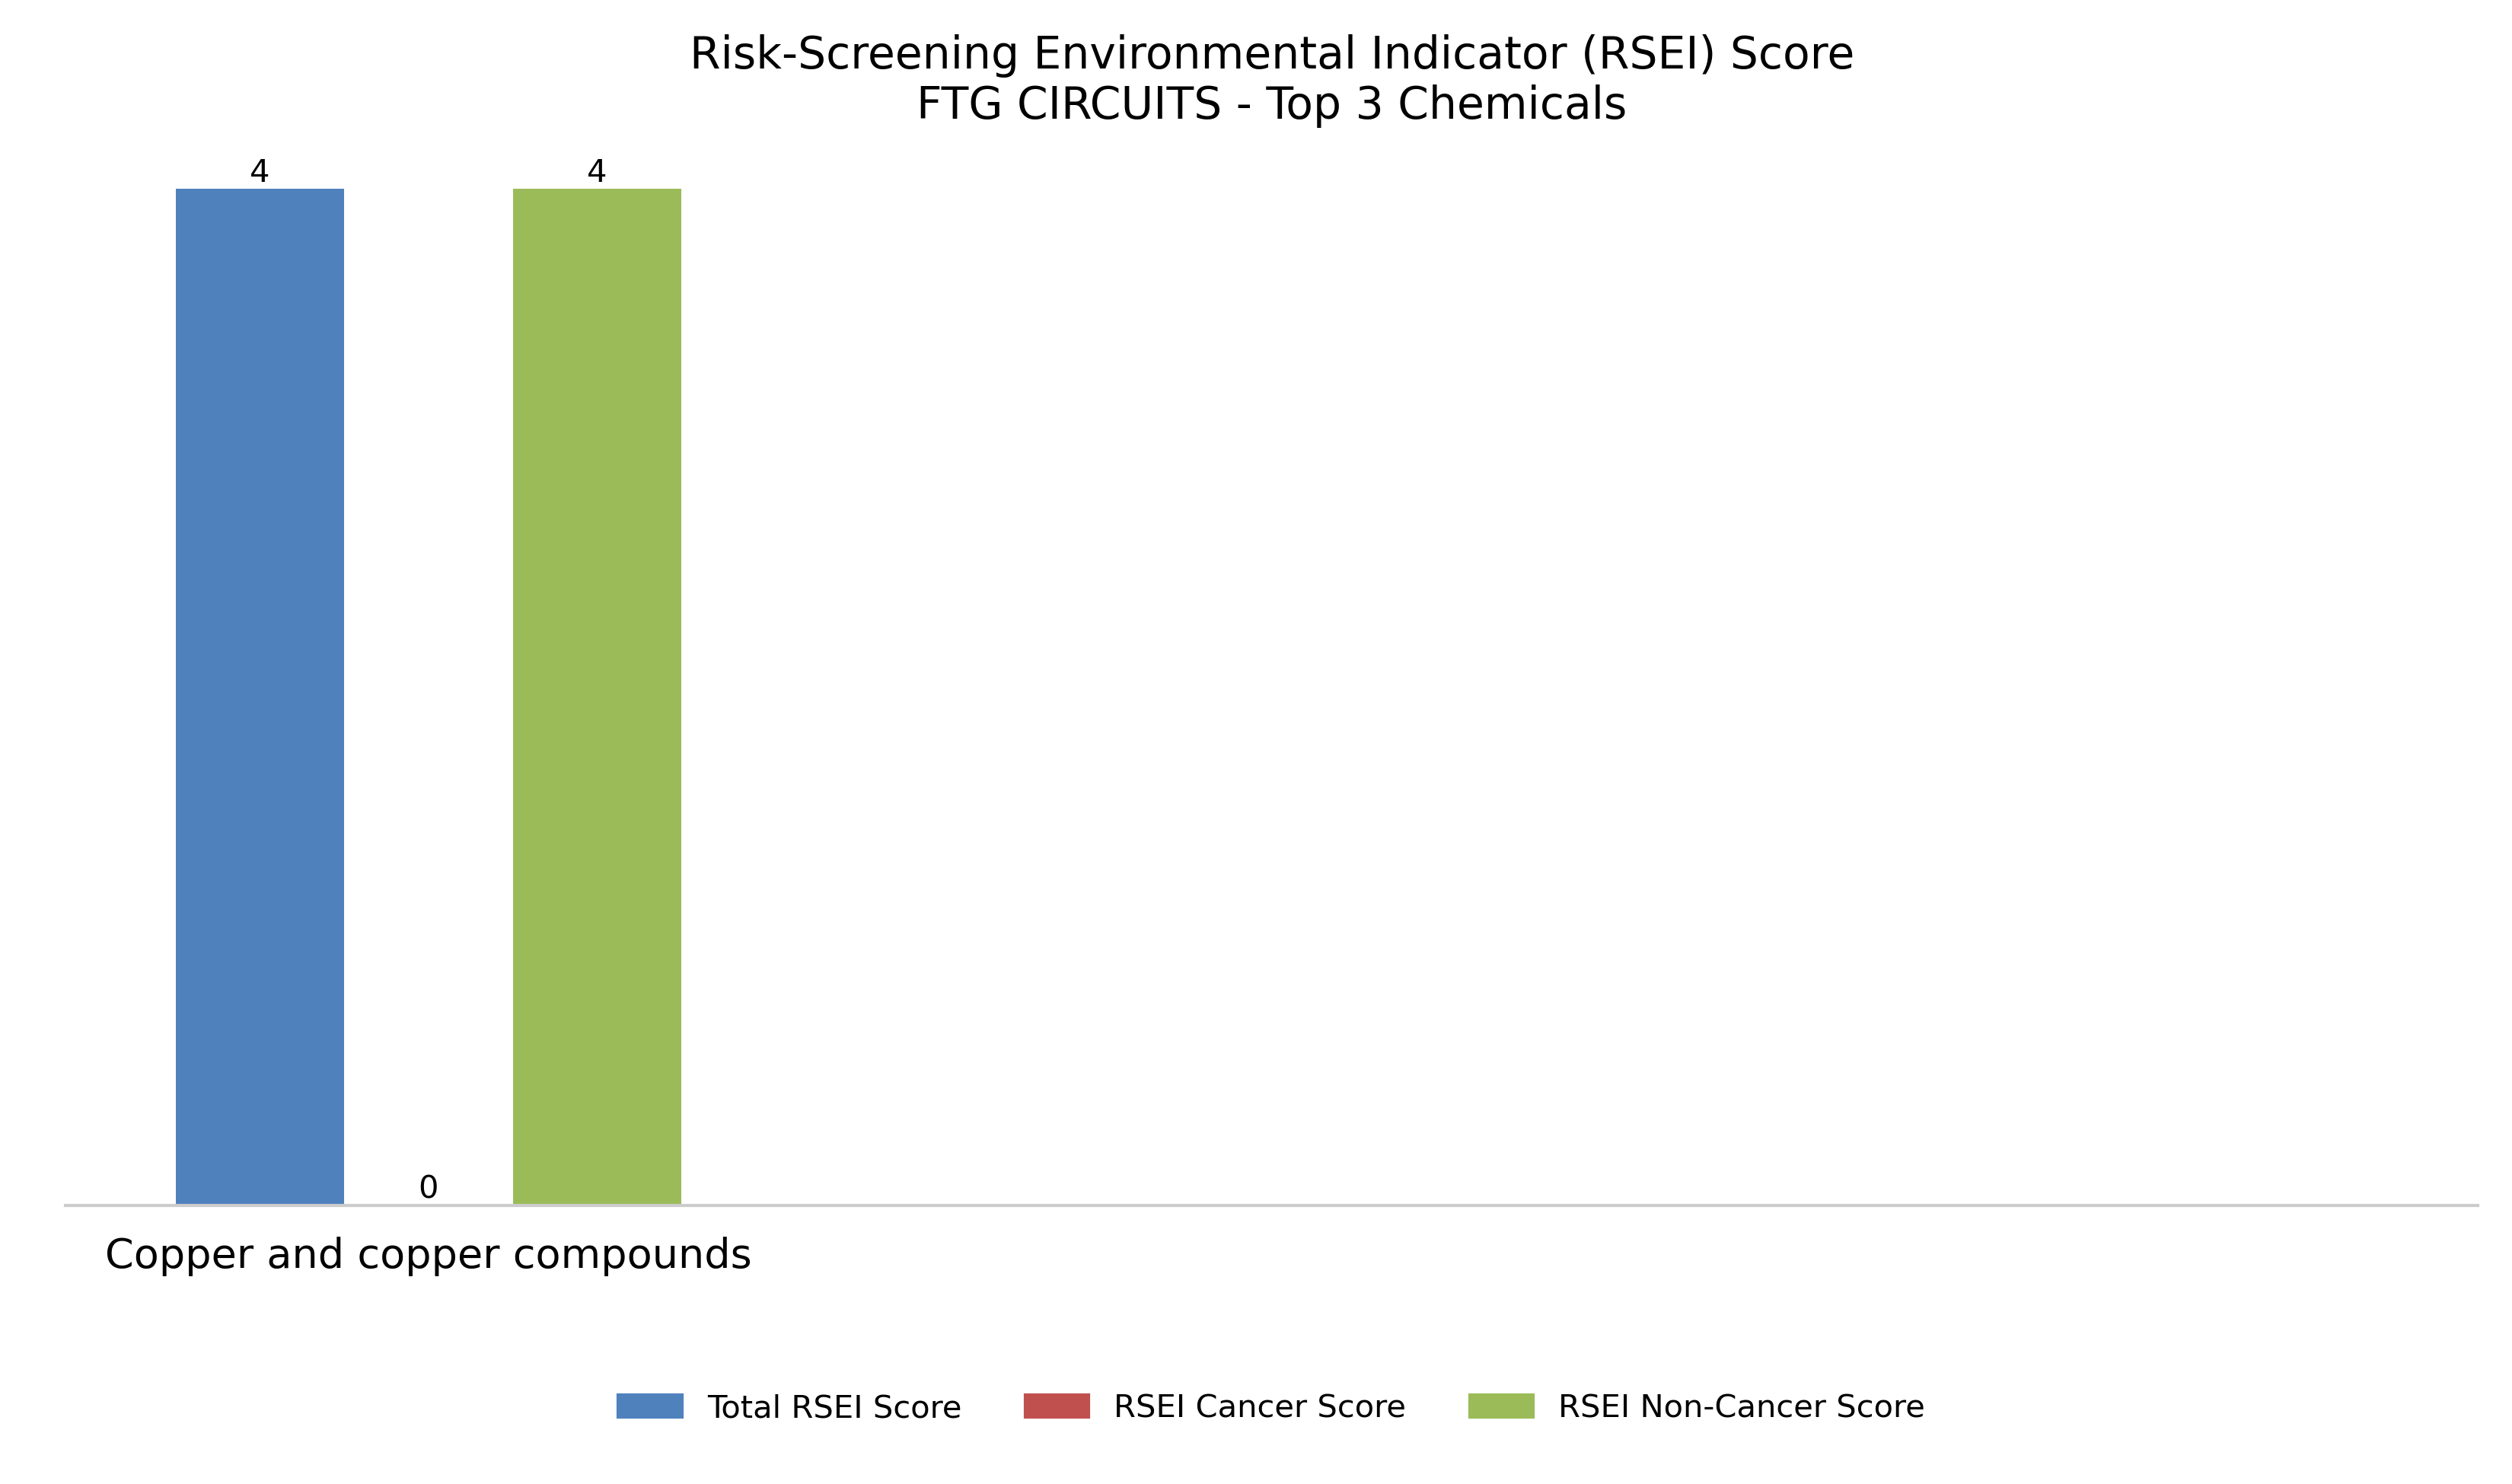 Risk-Screening Environmental Indicator (RSEI) Score
FTG CIRCUITS - Top 3 Chemicals
4
4
0
Copper and copper compounds
Total RSEI Score
RSEI Cancer Score
RSEI Non-Cancer Score